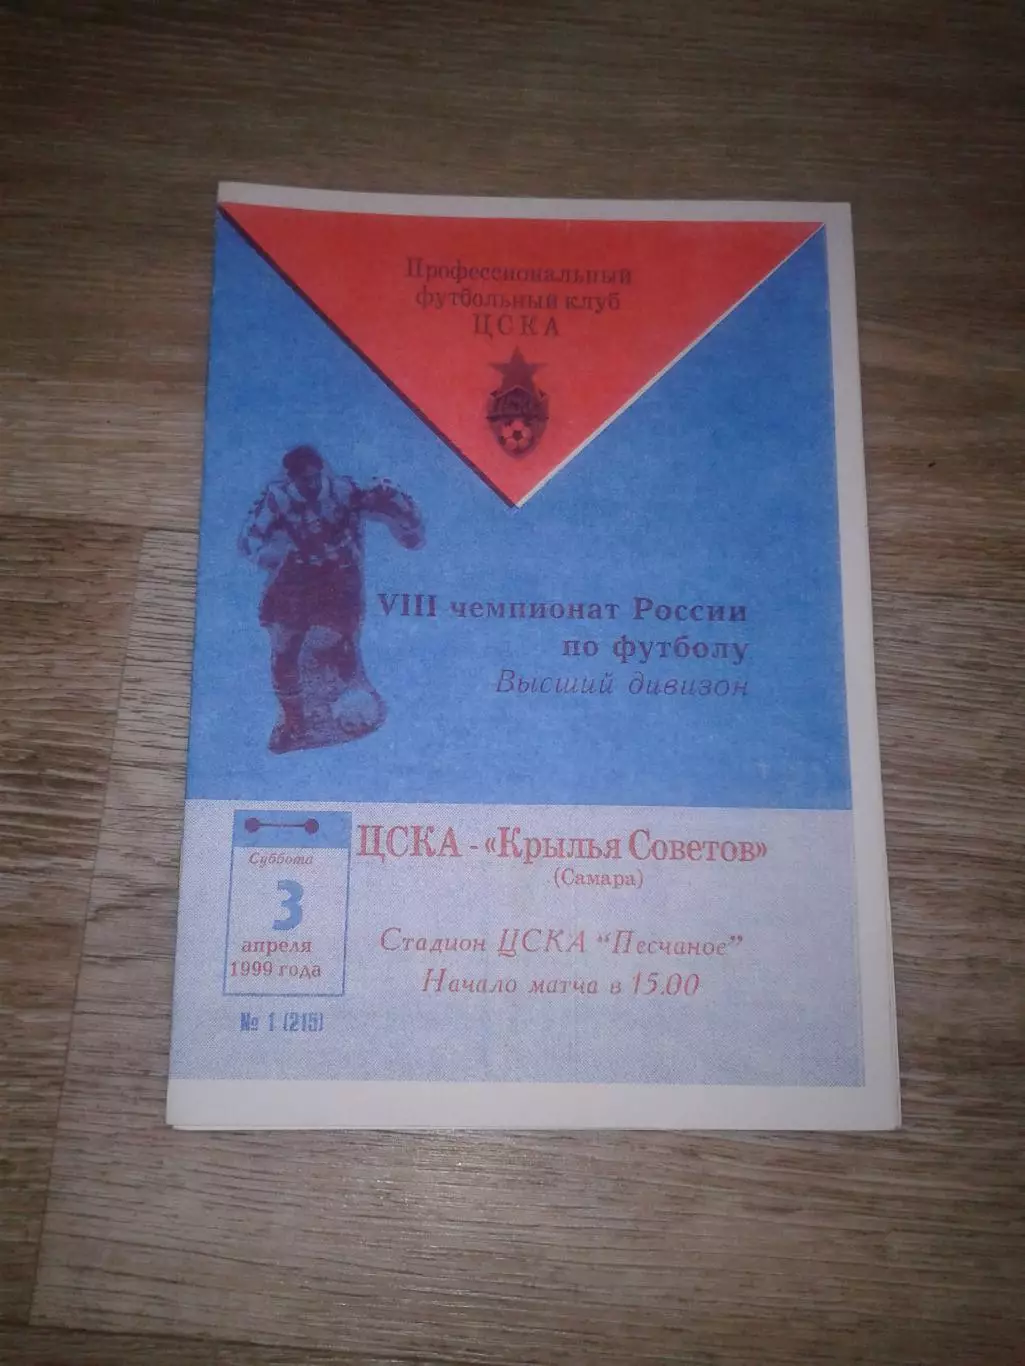 Профессиональный
футбольный клуб
ЦСКА
VIII чемпионат России
по футболу
Высший дивизон
ЦСКА - «Крылья Советов»
(Самара)
Суббота
3
апреля
1999 года
Стадион ЦСКА "Песчаное"
Начало матча в 15.00
№ 1 (215)